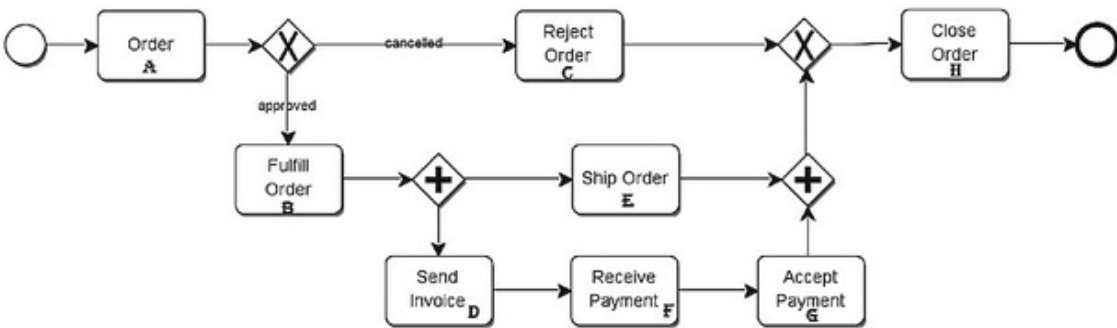 Order
A
cancelled
Reject
Order
C
Close
Order
H
approved
Fulfill
Order
B
Ship Order
E
Send
Invoice D
Receive
Payment F
Accept
Payment
G